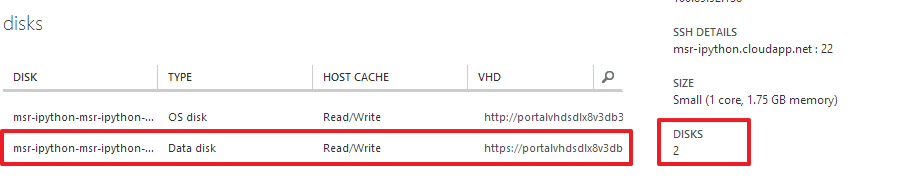 disks
DISK TYPE HOST CACHE VHD
msr-ipython-msr-ipython-... OS disk Read/Write http://portalvhdsdlx8v3db3
msr-ipython-msr-ipython-... Data disk Read/Write https://portalvhdsdlx8v3db
SSH DETAILS
msr-ipython.cloudapp.net : 22
SIZE
Small (1 core, 1.75 GB memory)
DISKS
2